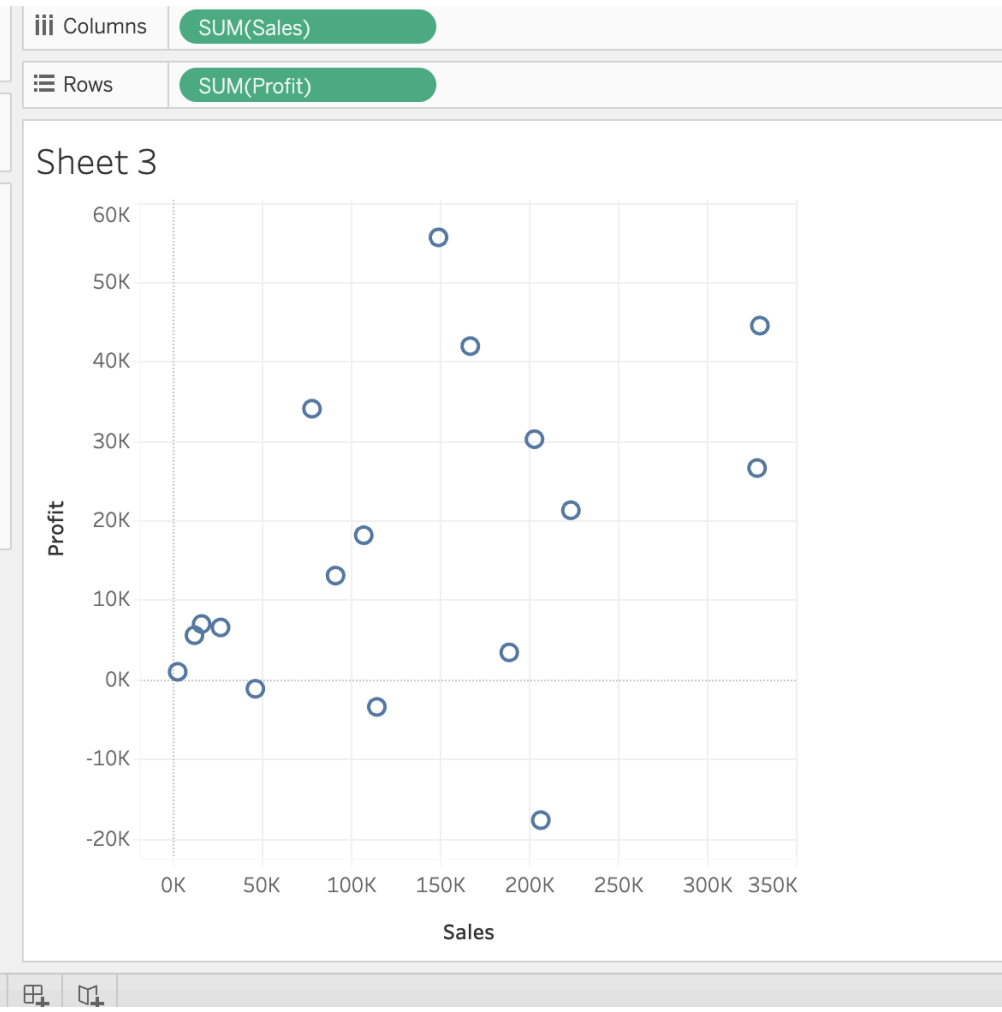 Columns SUM(Sales)
Rows SUM(Profit)
Sheet 3
60K
50K
40K
30K
20K
10K
0K
-10K
-20K
Profit
0K 50K 100K 150K 200K 250K 300K 350K
Sales